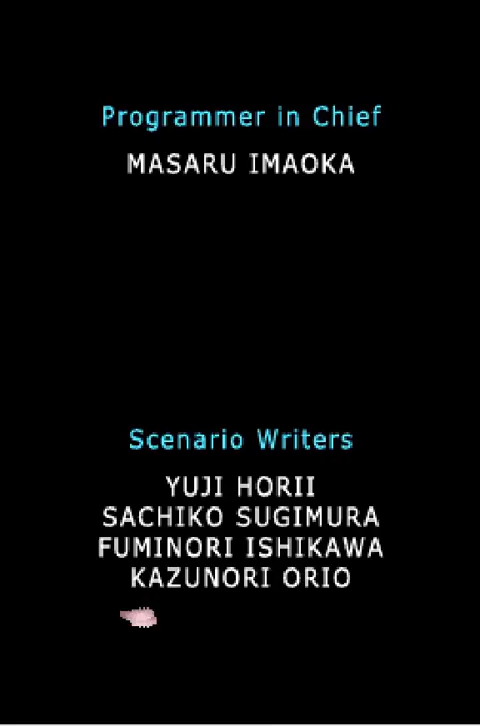 Programmer in Chief
MASARU IMAOKA
Scenario Writers
YUJI HORII
SACHIKO SUGIMURA
FUMINORI ISHIKAWA
KAZUNORI ORIO